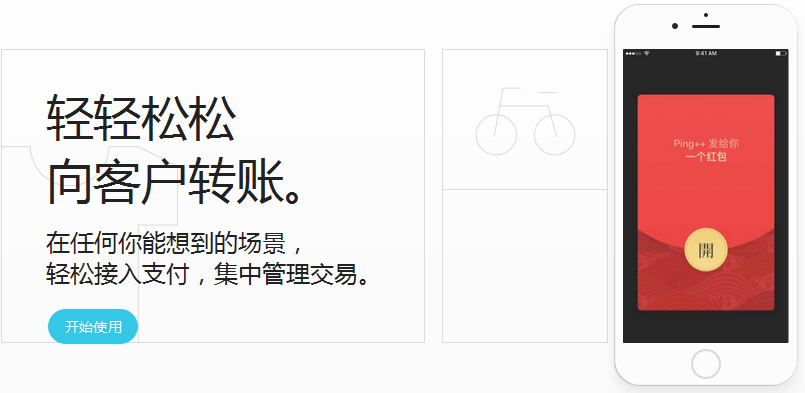 轻轻松松
向客户转账。
在任何你能想到的场景，
轻松接入支付，集中管理交易。
开始使用
9:41 AM
Ping++ 发给你
一个红包
開